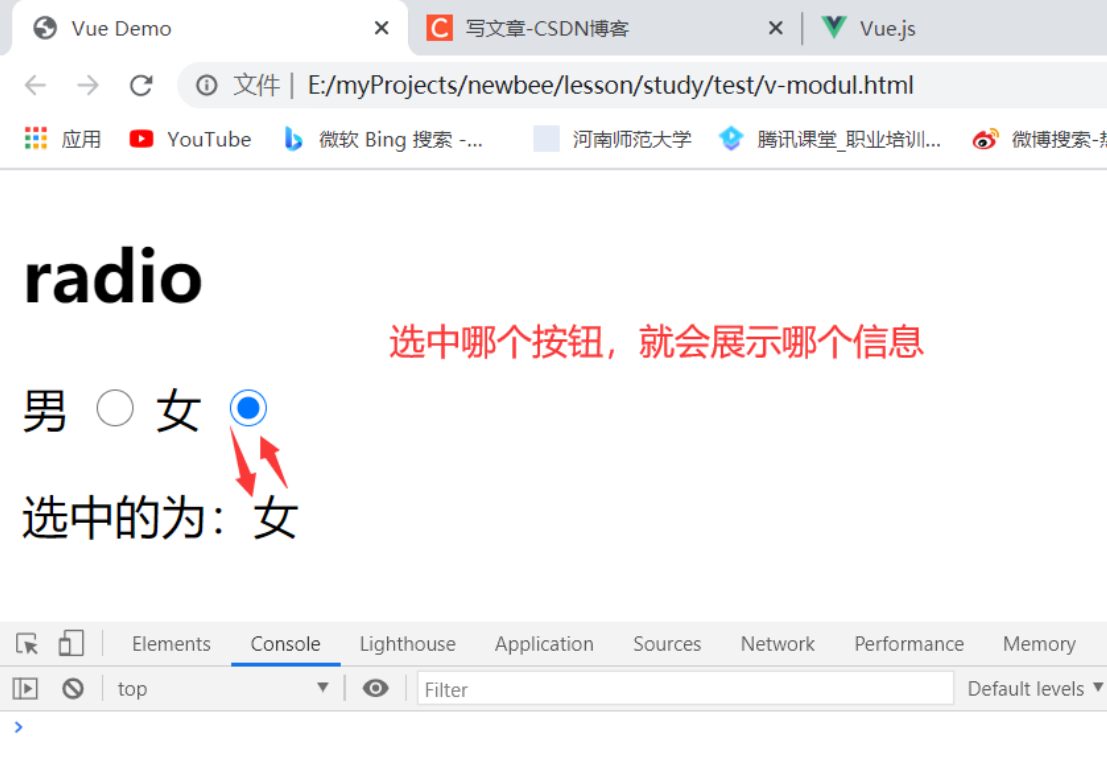 Vue Demo
写文章-CSDN博客
Vue.js
文件 | E:/myProjects/newbee/lesson/study/test/v-modul.html
应用
YouTube
微软 Bing 搜索 -...
河南师范大学
腾讯课堂_职业培训...
微博搜索-热
radio
选中哪个按钮，就会展示哪个信息
男 女
选中的为：女
Elements Console Lighthouse Application Sources Network Performance Memory
top Filter Default levels